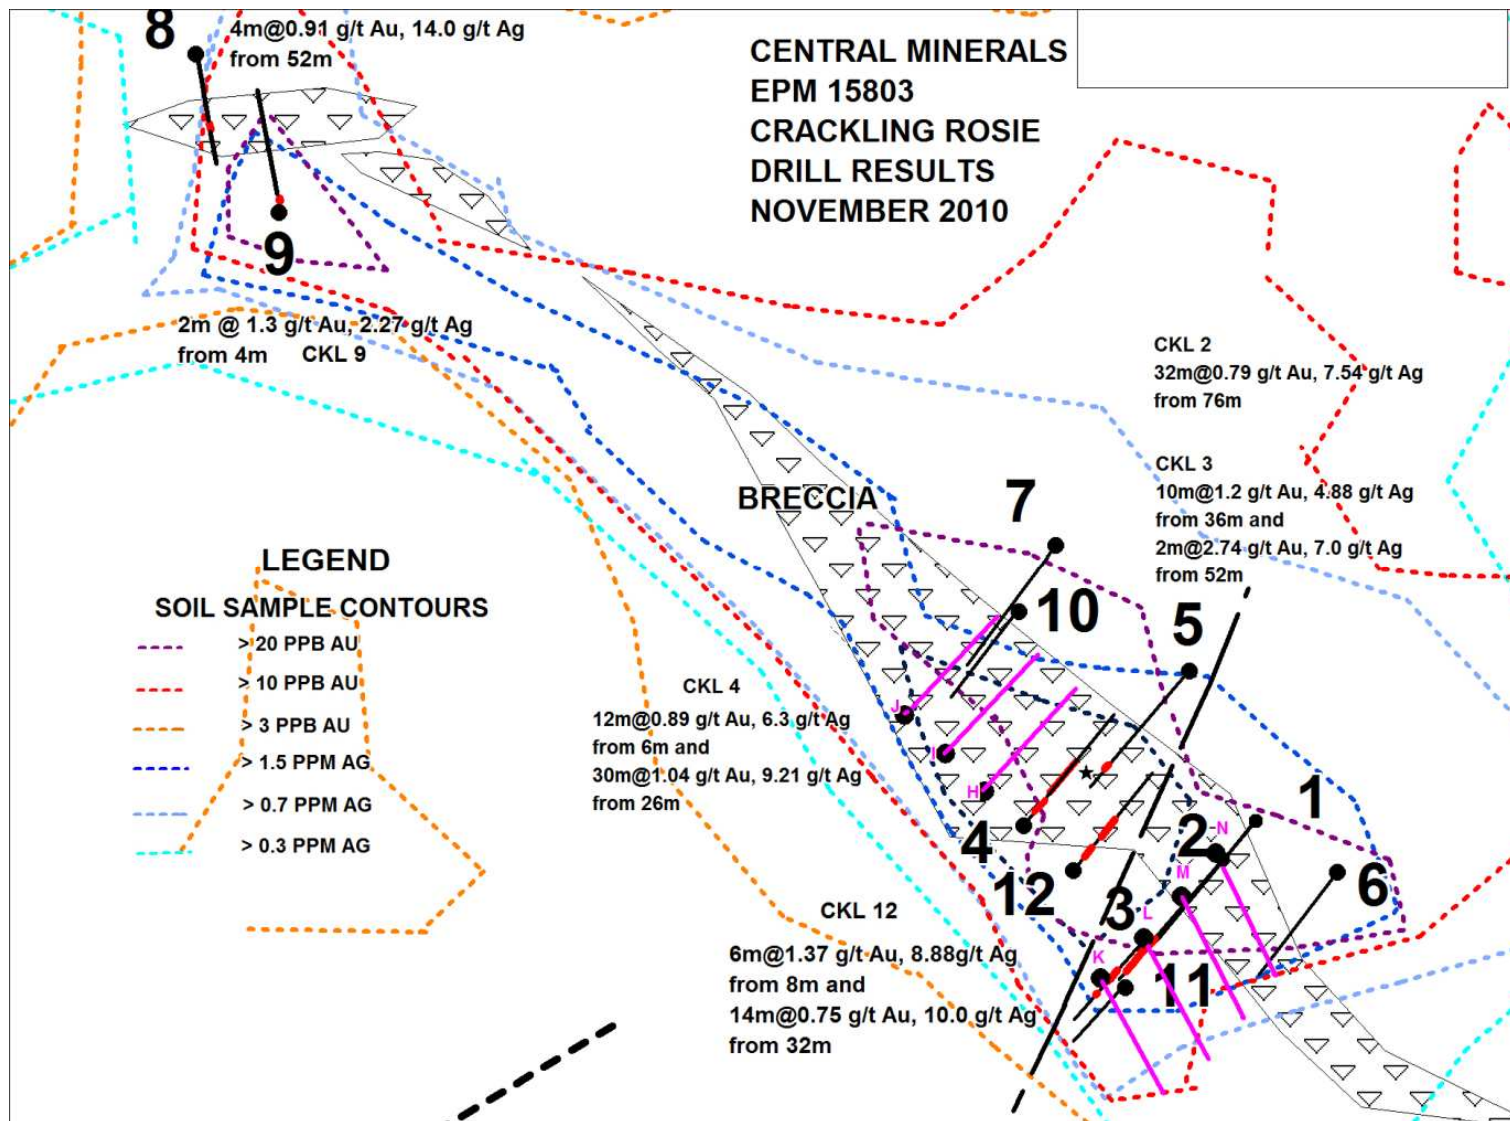 8
4m@0.91 g/t Au, 14.0 g/t Ag
from 52m
CENTRAL MINERALS
EPM 15803
CRACKLING ROSIE
DRILL RESULTS
NOVEMBER 2010
9
2m @ 1.3 g/t Au, 2.27 g/t Ag
from 4m CKL 9
CKL 2
32m@0.79 g/t Au, 7.54 g/t Ag
from 76m
CKL 3
10m@1.2 g/t Au, 4.88 g/t Ag
from 36m and
2m@2.74 g/t Au, 7.0 g/t Ag
from 52m
BRECCIA
7
10
5
LEGEND
SOIL SAMPLE CONTOURS
> 20 PPB AU
> 10 PPB AU
> 3 PPB AU
> 1.5 PPM AG
> 0.7 PPM AG
> 0.3 PPM AG
CKL 4
12m@0.89 g/t Au, 6.3 g/t Ag
from 6m and
30m@1.04 g/t Au, 9.21 g/t Ag
from 26m
J
I
H
4
12
1
2
N
M
6
3
L
K
11
CKL 12
6m@1.37 g/t Au, 8.88g/t Ag
from 8m and
14m@0.75 g/t Au, 10.0 g/t Ag
from 32m